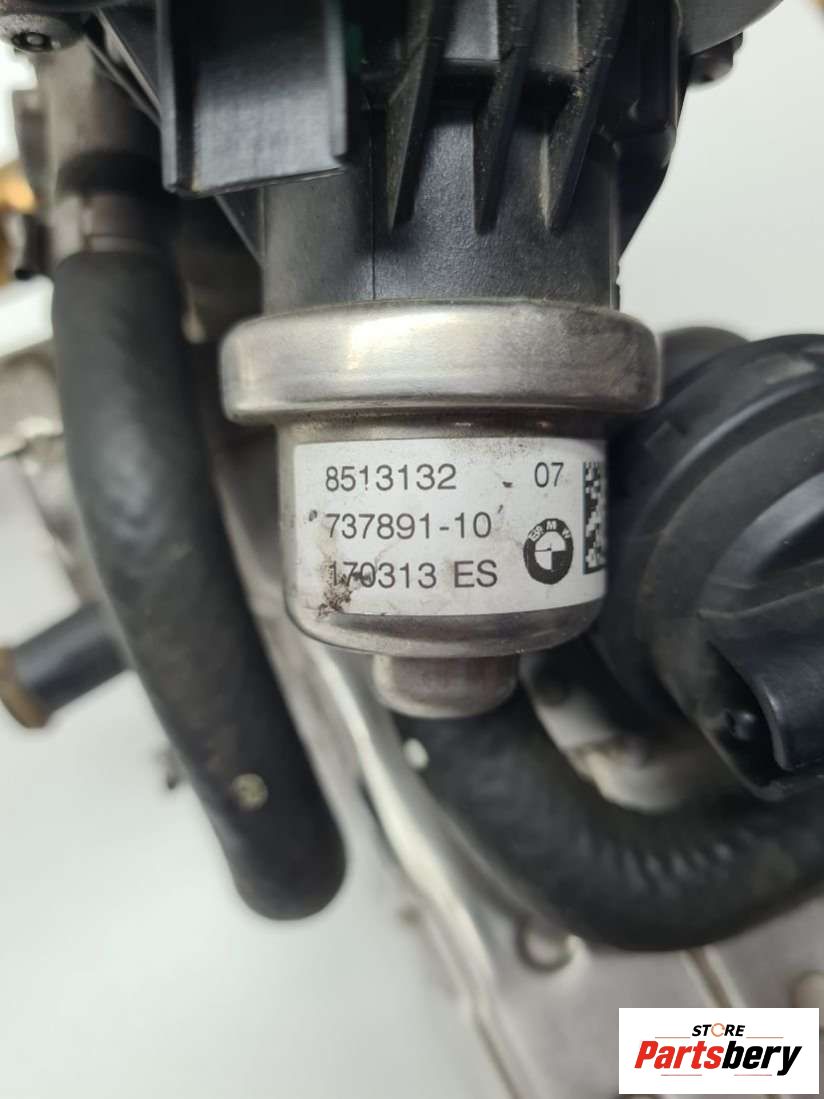 8513132 07
737891-10
BMW
170313 ES
STORE
Partsbery